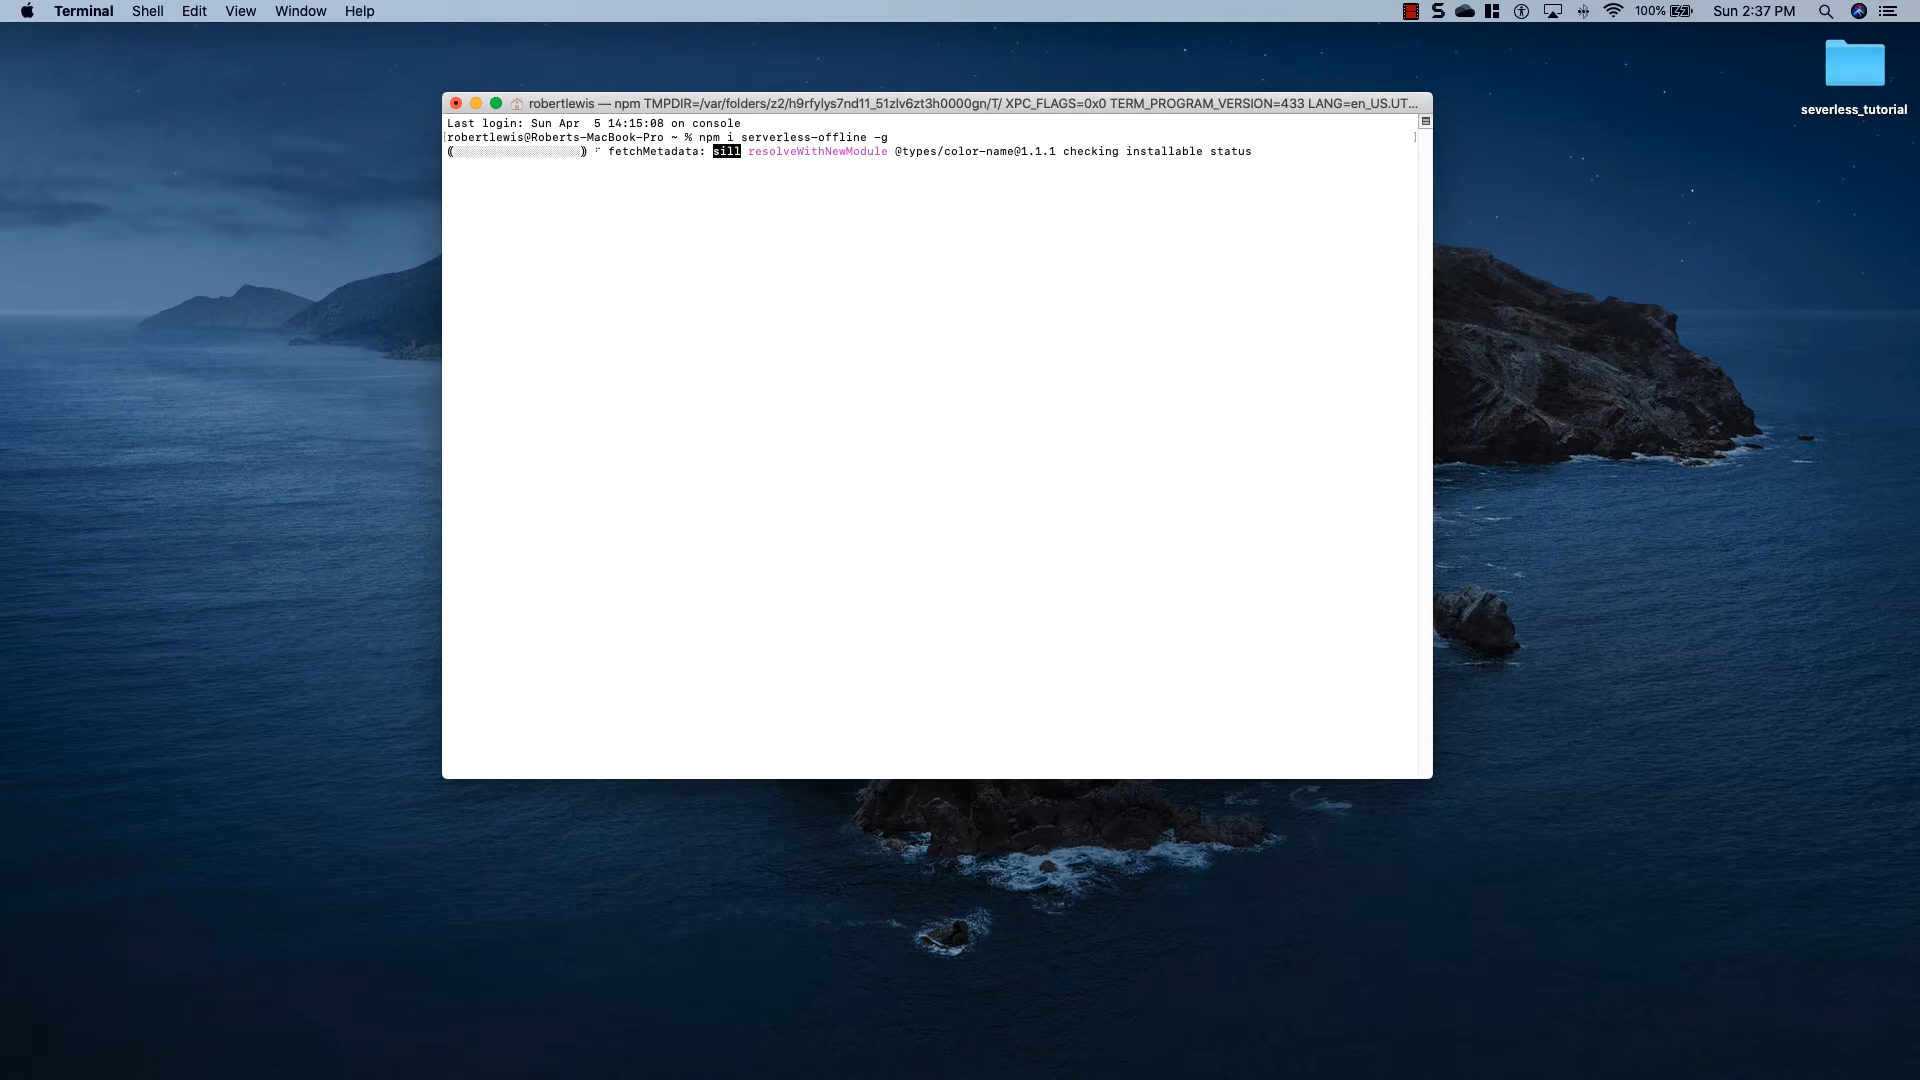 Terminal Shell Edit View Window Help 100% Sun 2:37 PM
severless_tutorial
robertlewis — npm TMPDIR=/var/folders/z2/h9rfylys7nd11_51zlv6zt3h0000gn/T/ XPC_FLAGS=0x0 TERM_PROGRAM_VERSION=433 LANG=en_US.UT...
Last login: Sun Apr  5 14:15:08 on console
[robertlewis@Roberts-MacBook-Pro ~ % npm i serverless-offline -g ]
fetchMetadata: sill resolveWithNewModule @types/color-name@1.1.1 checking installable status